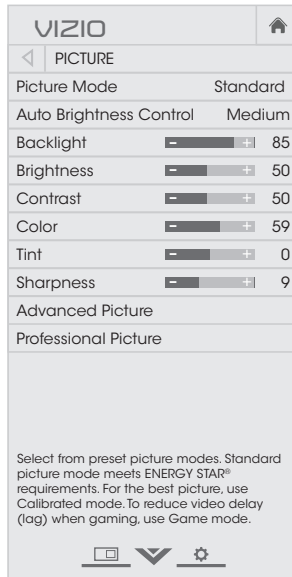 VIZIO
PICTURE
Picture Mode Standard
Auto Brightness Control Medium
Backlight - + 85
Brightness - + 50
Contrast - + 50
Color - + 59
Tint - + 0
Sharpness - + 9
Advanced Picture
Professional Picture
Select from preset picture modes. Standard
picture mode meets ENERGY STAR®
requirements. For the best picture, use
Calibrated mode. To reduce video delay
(lag) when gaming, use Game mode.